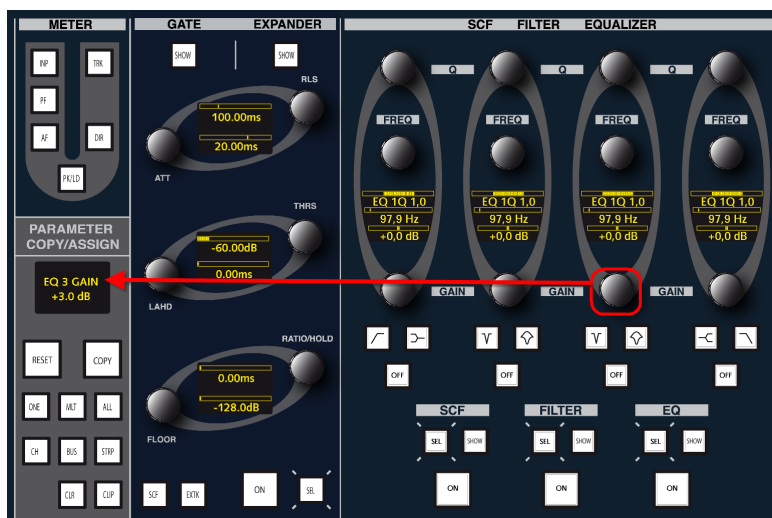 METER
INP
TRK
PF
AF
DIR
PK/LD
PARAMETER
COPY/ASSIGN
EQ 3 GAIN
+3.0 dB
RESET
COPY
ONE
MLT
ALL
CH
BUS
STRP
CLR
CLIP
GATE
EXPANDER
SHOW
SHOW
RLS
100.00ms
20.00ms
ATT
THRS
-60.00dB
0.00ms
LAHD
RATIO/HOLD
0.00ms
-128.0dB
FLOOR
SCF
EXTK
ON
SEL
SCF FILTER EQUALIZER
Q
Q
Q
FREQ
FREQ
FREQ
FREQ
EQ 1Q 1,0
97,9 Hz
+0,0 dB
EQ 1Q 1,0
97,9 Hz
+0,0 dB
EQ 1Q 1,0
97,9 Hz
+0,0 dB
EQ 1Q 1,0
97,9 Hz
+0,0 dB
GAIN
GAIN
GAIN
OFF
OFF
OFF
OFF
SCF
SEL
SHOW
ON
FILTER
SEL
SHOW
ON
EQ
SEL
SHOW
ON